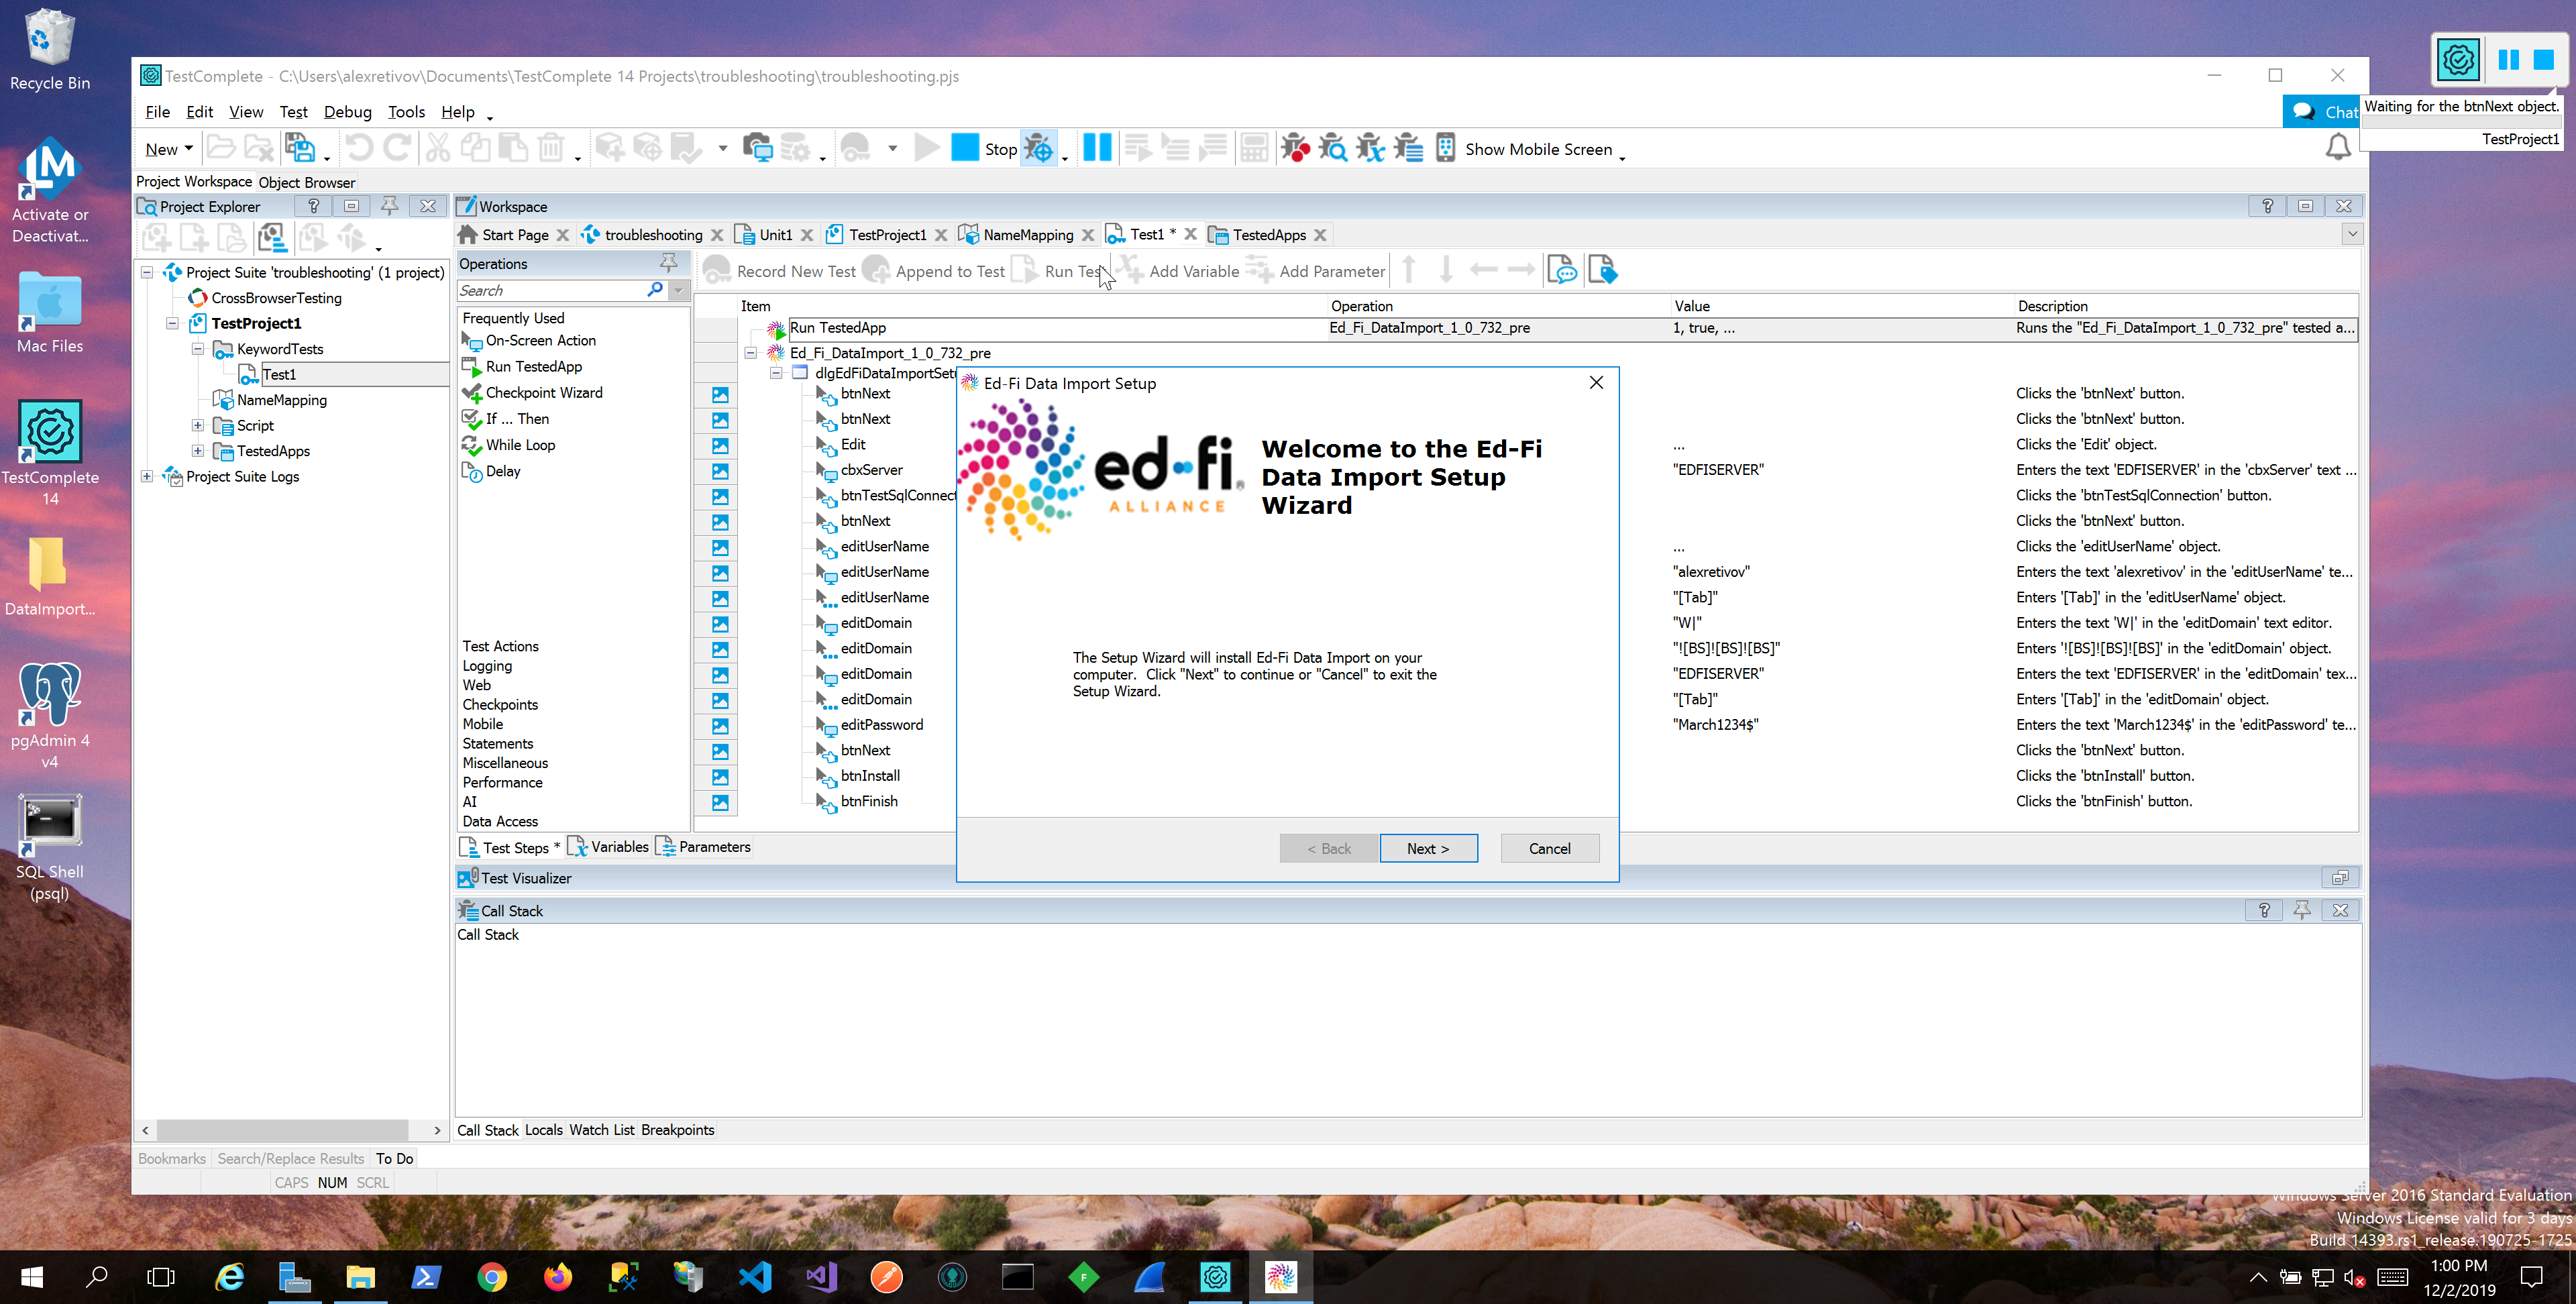 Recycle Bin
Activate or
Deactivat...
Mac Files
TestComplete
14
DataImport...
pgAdmin 4
v4
SQL Shell
(psql)
TestComplete - C:\Users\alexretivov\Documents\TestComplete 14 Projects\troubleshooting\troubleshooting.pjs
File Edit View Test Debug Tools Help
Chat
Waiting for the btnNext object.
TestProject1
New Stop Show Mobile Screen
Project Workspace Object Browser
Project Explorer
Workspace
Start Page troubleshooting Unit1 TestProject1 NameMapping Test1 * TestedApps
Project Suite 'troubleshooting' (1 project)
CrossBrowserTesting
TestProject1
KeywordTests
Test1
NameMapping
Script
TestedApps
Project Suite Logs
Operations
Search
Frequently Used
On-Screen Action
Run TestedApp
Checkpoint Wizard
If ... Then
While Loop
Delay
Test Actions
Logging
Web
Checkpoints
Mobile
Statements
Miscellaneous
Performance
AI
Data Access
Record New Test Append to Test Run Tes Add Variable Add Parameter
Item Operation Value Description
Run TestedApp Ed_Fi_DataImport_1_0_732_pre 1, true, ... Runs the "Ed_Fi_DataImport_1_0_732_pre" tested a...
Ed_Fi_DataImport_1_0_732_pre
dlgEdFiDataImportSetu
btnNext Clicks the 'btnNext' button.
btnNext Clicks the 'btnNext' button.
Edit ... Clicks the 'Edit' object.
cbxServer "EDFISERVER" Enters the text 'EDFISERVER' in the 'cbxServer' text ...
btnTestSqlConnect Clicks the 'btnTestSqlConnection' button.
btnNext Clicks the 'btnNext' button.
editUserName ... Clicks the 'editUserName' object.
editUserName "alexretivov" Enters the text 'alexretivov' in the 'editUserName' te...
editUserName "[Tab]" Enters '[Tab]' in the 'editUserName' object.
editDomain "W|" Enters the text 'W|' in the 'editDomain' text editor.
editDomain "![BS]![BS]![BS]" Enters '![BS]![BS]![BS]' in the 'editDomain' object.
editDomain "EDFISERVER" Enters the text 'EDFISERVER' in the 'editDomain' tex...
editDomain "[Tab]" Enters '[Tab]' in the 'editDomain' object.
editPassword "March1234$" Enters the text 'March1234$' in the 'editPassword' te...
btnNext Clicks the 'btnNext' button.
btnInstall Clicks the 'btnInstall' button.
btnFinish Clicks the 'btnFinish' button.
Ed-Fi Data Import Setup
ed-fi
ALLIANCE
Welcome to the Ed-Fi
Data Import Setup
Wizard
The Setup Wizard will install Ed-Fi Data Import on your
computer. Click "Next" to continue or "Cancel" to exit the
Setup Wizard.
< Back Next > Cancel
Test Steps * Variables Parameters
Test Visualizer
Call Stack
Call Stack
Call Stack Locals Watch List Breakpoints
Bookmarks Search/Replace Results To Do
CAPS NUM SCRL
Windows Server 2016 Standard Evaluation
Windows License valid for 3 days
Build 14393.rs1_release.190725-1725
1:00 PM
12/2/2019